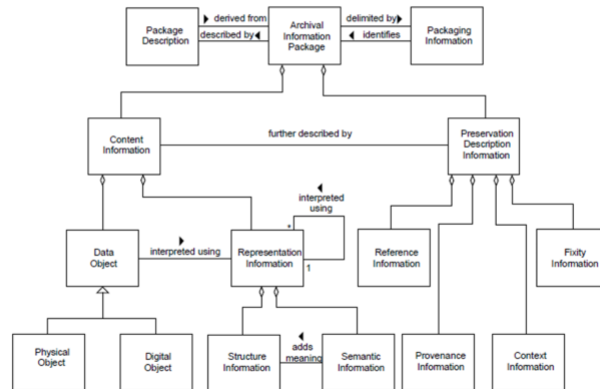 Package
Description
derived from
described by
Archival
Information
Package
delimited by
identifies
Packaging
Information
Content
Information
further described by
Preservation
Description
Information
interpreted
using
*
1
Data
Object
interpreted using
Representation
Information
Reference
Information
Fixity
Information
Physical
Object
Digital
Object
Structure
Information
adds
meaning
Semantic
Information
Provenance
Information
Context
Information